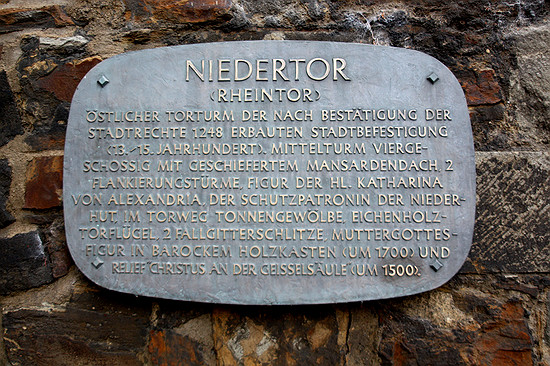 NIEDERTOR
(RHEINTOR)
ÖSTLICHER TORTURM DER NACH BESTÄTIGUNG DER
STADTRECHTE 1248 ERBAUTEN STADTBEFESTIGUNG
(13./15. JAHRHUNDERT). MITTELTURM VIERGE-
SCHOSSIG MIT GESCHIEFERTEM MANSARDENDACH, 2
FLANKIERUNGSTÜRME, FIGUR DER HL. KATHARINA
VON ALEXANDRIA, DER SCHUTZPATRONIN DER NIEDER-
HUT IM TORWEG TONNENGEWÖLBE, EICHENHOLZ-
TORFLÜGEL, 2 FALLGITTERSCHLITZE, MUTTERGOTTES-
FIGUR IN BAROCKEM HOLZKASTEN (UM 1700) UND
RELIEF "CHRISTUS AN DER GEISSELSÄULE" (UM 1500).